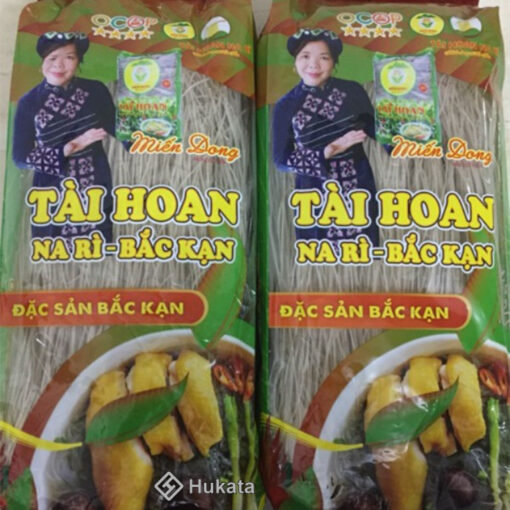 OCOP
Miến Dong
TÀI HOAN
NA RÌ - BẮC KẠN
ĐẶC SẢN BẮC KẠN
OCOP
Miến Dong
TÀI HOAN
NA RÌ - BẮC KẠN
ĐẶC SẢN BẮC KẠN
Hukata